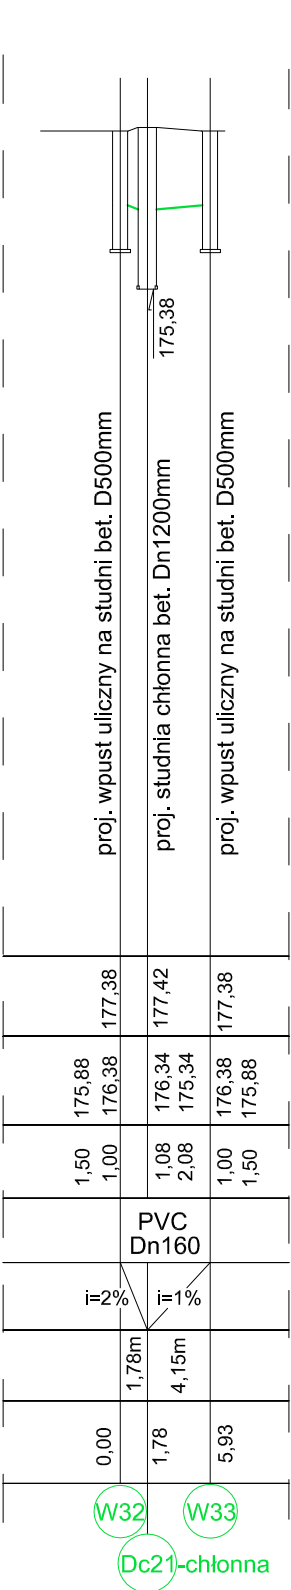 175,38
proj. wpust uliczny na studni bet. D500mm
proj. studnia chłonna bet. Dn1200mm
proj. wpust uliczny na studni bet. D500mm
177,38
177,42
177,38
175,88
176,38
176,34
175,34
176,38
175,88
1,50
1,00
1,08
2,08
1,00
1,50
PVC
Dn160
i=2%
i=1%
1,78m
4,15m
0,00
1,78
5,93
W32
W33
Dc21-chłonna